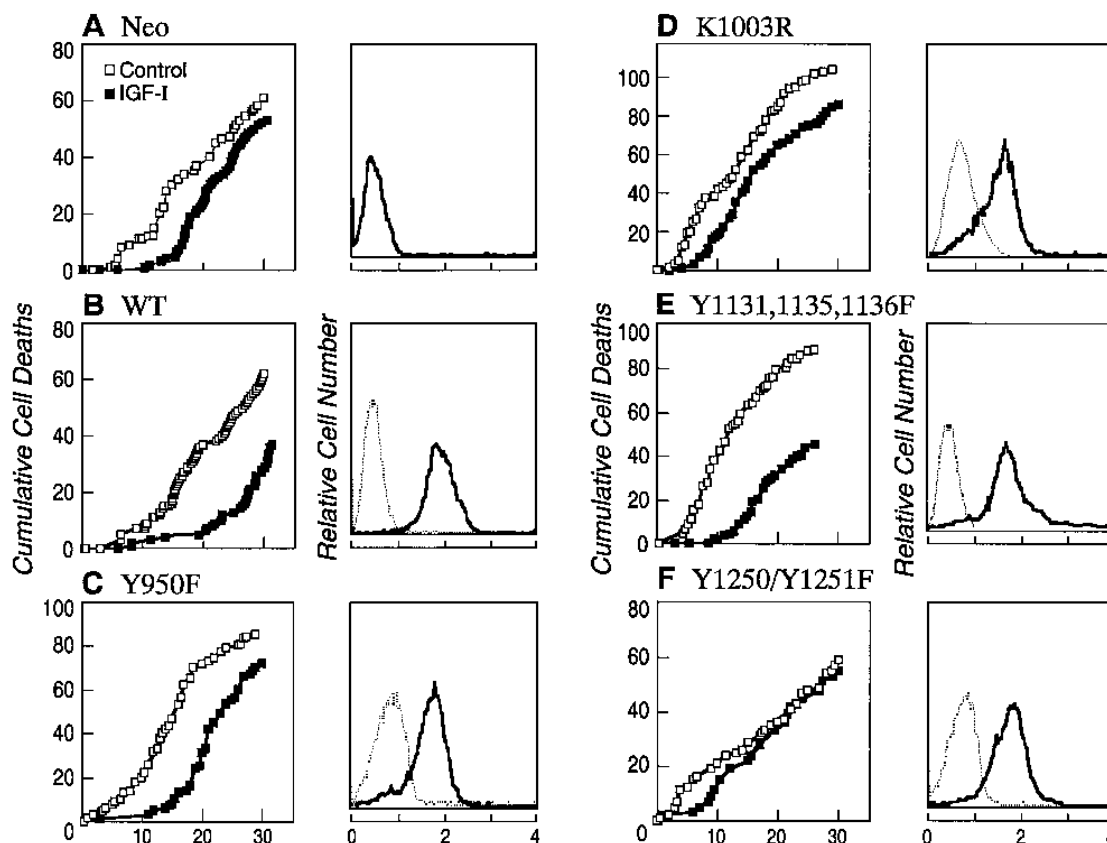 A Neo
80
60
40
20
0
Control
IGF-I
B WT
80
60
40
20
0
Cumulative Cell Deaths
Relative Cell Number
C Y950F
100
80
60
40
20
0
10 20 30
0 2 4
D K1003R
100
80
60
40
20
0
E Y1131,1135,1136F
100
80
60
40
20
0
Cumulative Cell Deaths
Relative Cell Number
F Y1250/Y1251F
80
60
40
20
0
0 10 20 30
0 2